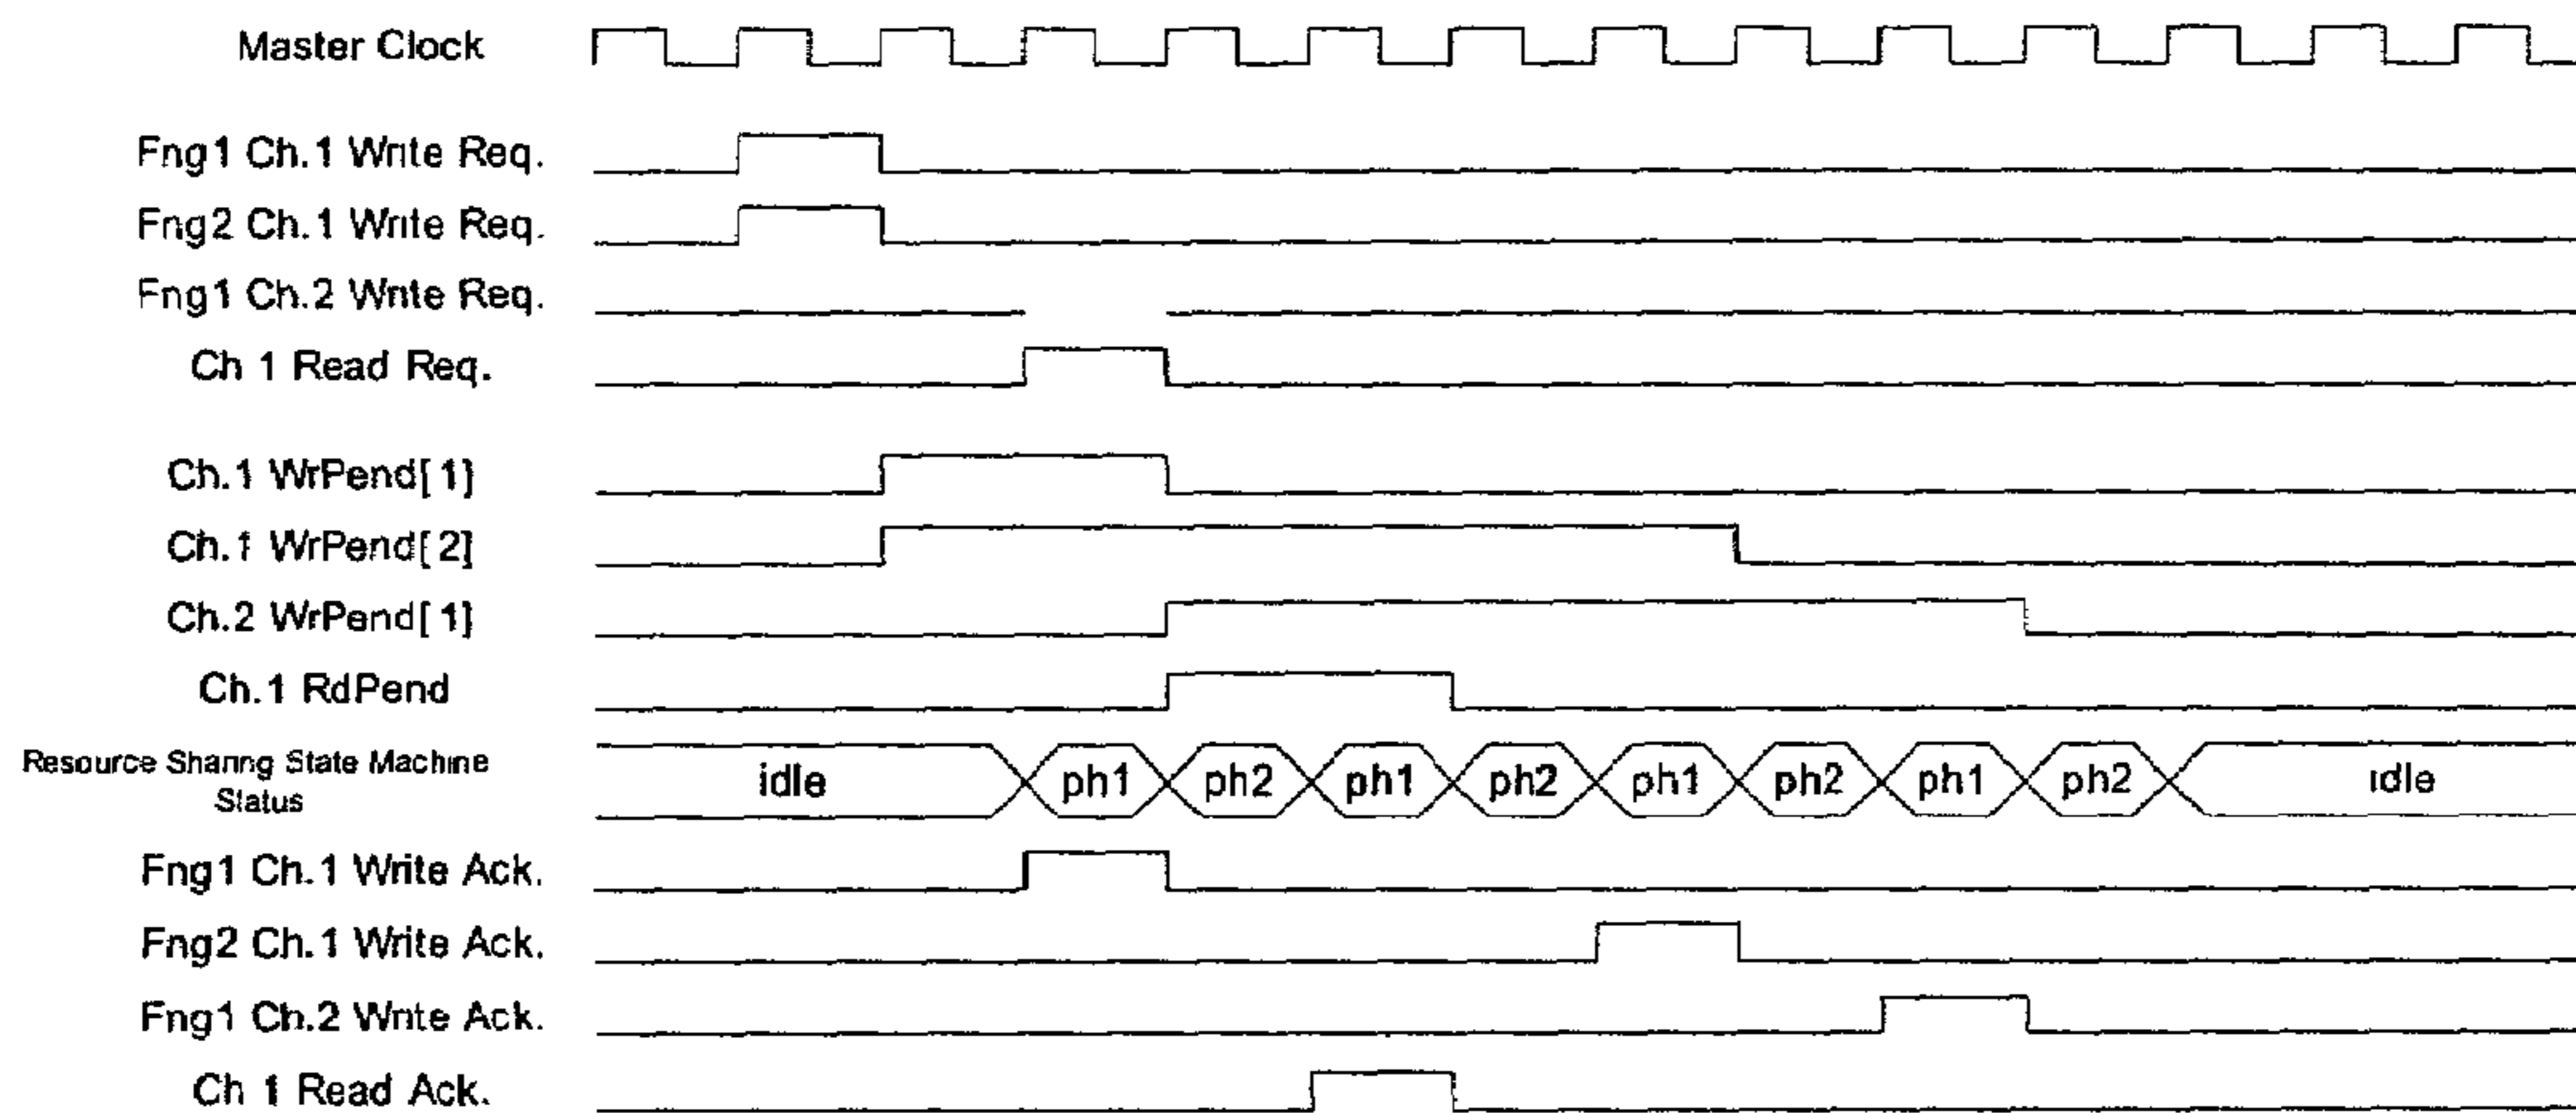 Master Clock
Fng1 Ch.1 Write Req.
Fng2 Ch.1 Write Req.
Fng1 Ch.2 Write Req.
Ch 1 Read Req.
Ch.1 WrPend[1]
Ch.1 WrPend[2]
Ch.2 WrPend[1]
Ch.1 RdPend
Resource Sharing State Machine
Status
idle ph1 ph2 ph1 ph2 ph1 ph2 ph1 ph2 idle
Fng1 Ch.1 Write Ack.
Fng2 Ch.1 Write Ack.
Fng1 Ch.2 Write Ack.
Ch 1 Read Ack.